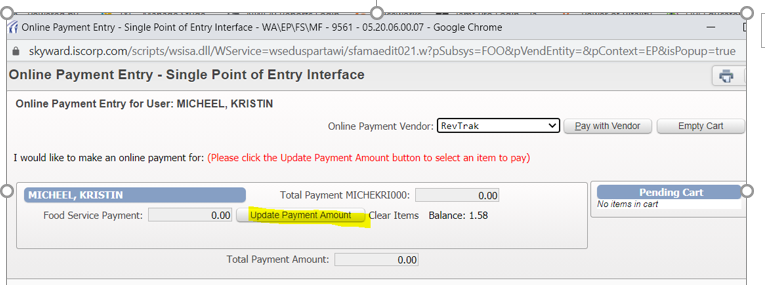 Online Payment Entry - Single Point of Entry Interface - WA\EP\FS\MF - 9561 - 05.20.06.00.07 - Google Chrome
skyward.iscorp.com/scripts/wsisa.dll/WService=wseduspartawi/sfamaedit021.w?pSubsys=FOO&pVendEntity=&pContext=EP&isPopup=true
Online Payment Entry - Single Point of Entry Interface
Online Payment Entry for User: MICHEEL, KRISTIN
Online Payment Vendor: RevTrak Pay with Vendor Empty Cart
I would like to make an online payment for: (Please click the Update Payment Amount button to select an item to pay)
MICHEEL, KRISTIN Total Payment MICHEKRI000: 0.00 Pending Cart
No items in cart
Food Service Payment: 0.00 Update Payment Amount Clear Items Balance: 1.58
Total Payment Amount: 0.00